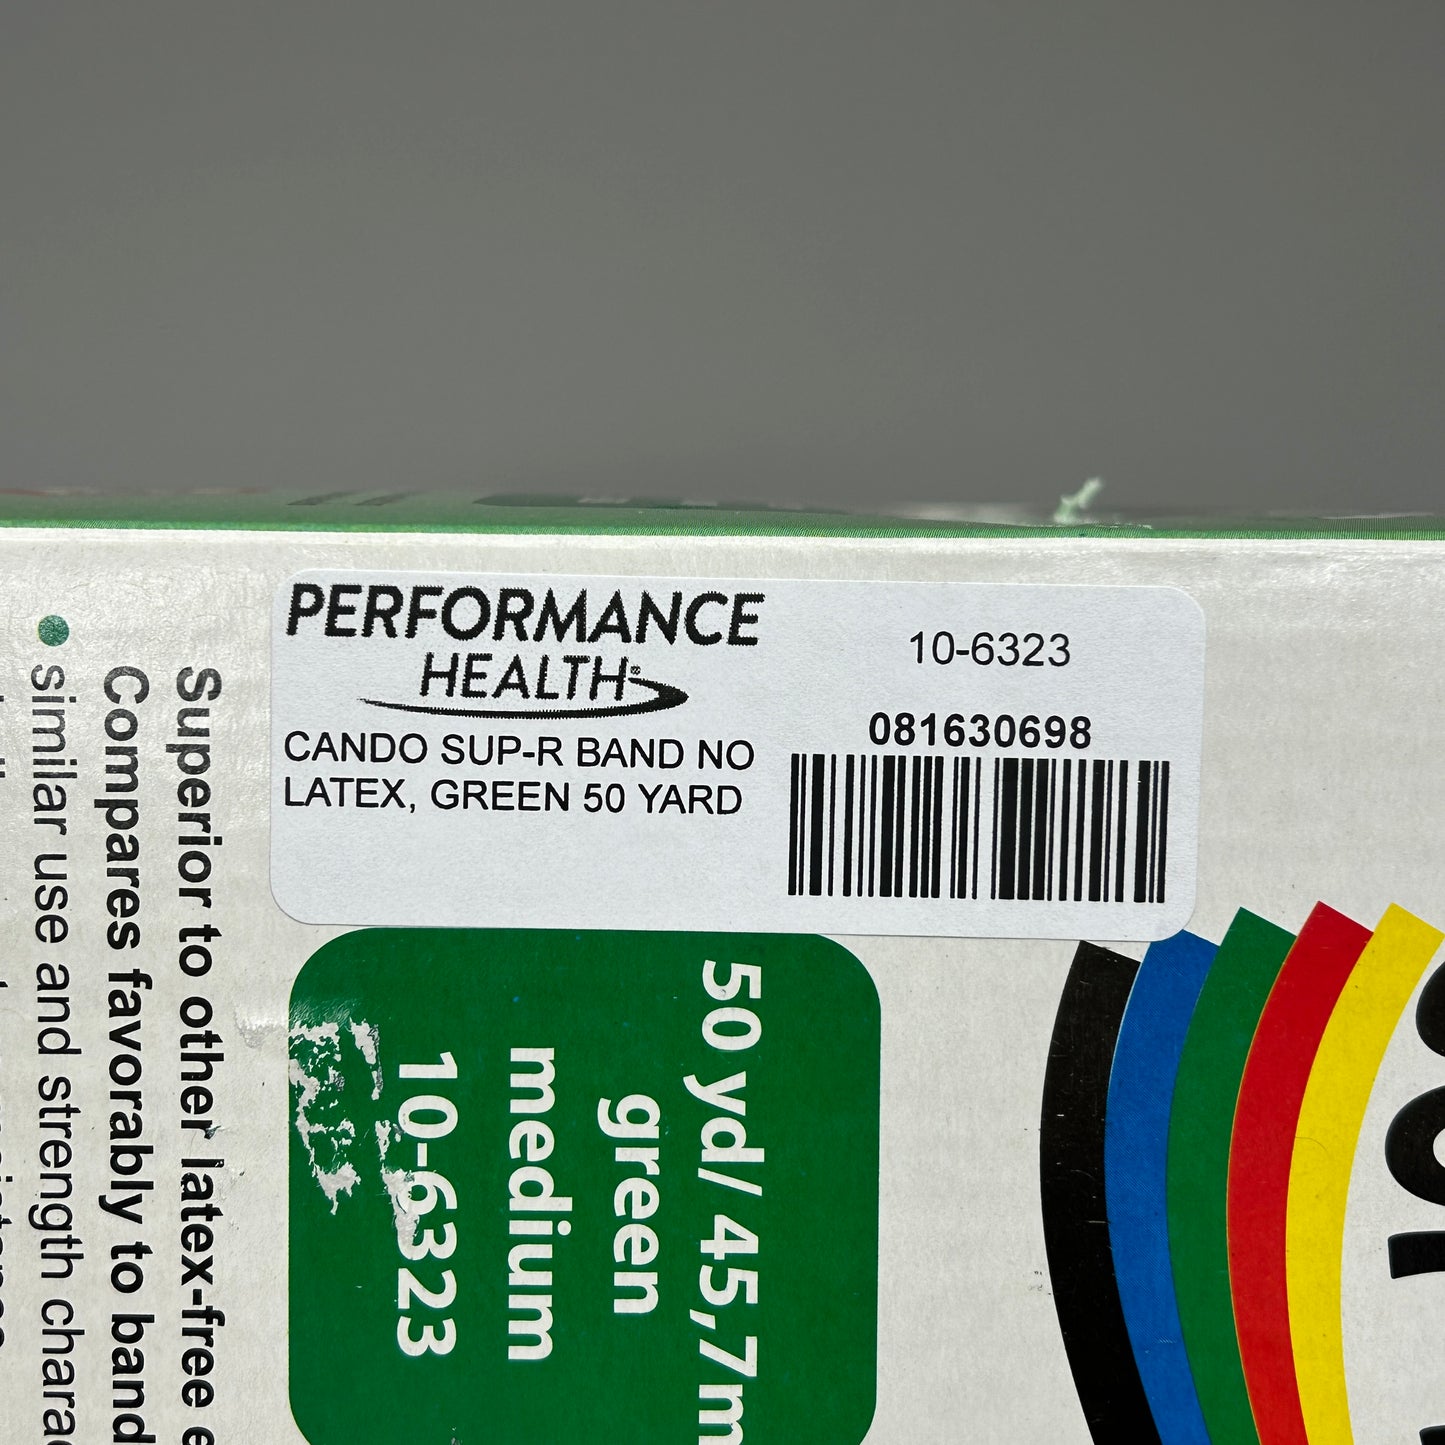 PERFORMANCE
HEALTH®
CANDO SUP-R BAND NO
LATEX, GREEN 50 YARD
10-6323
081630698
50 yd/ 45,7m
green
medium
10-6323
Superior to other latex-free
Compares favorably to band
• similar use and strength